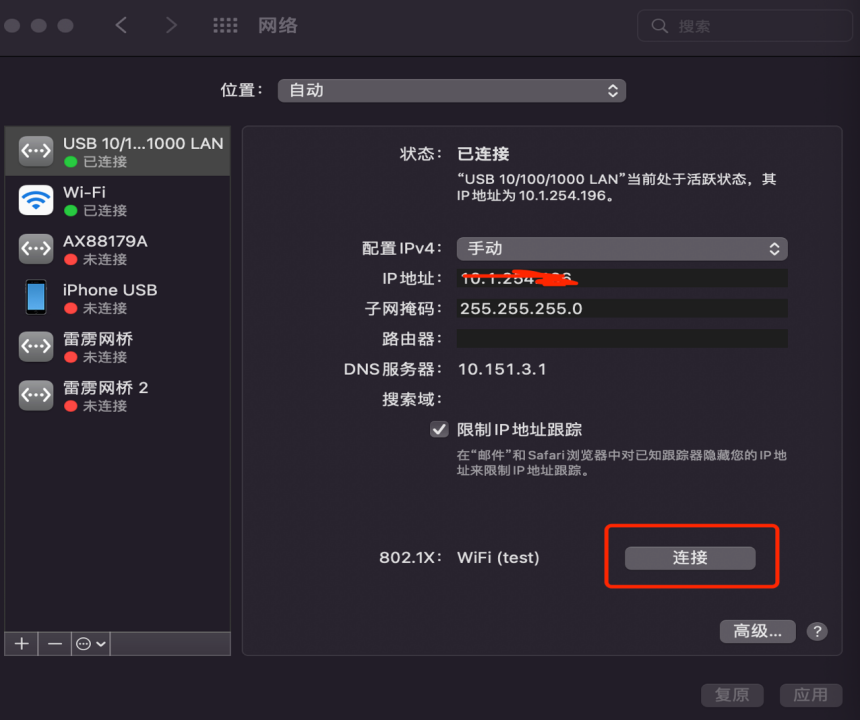 网络
搜索
位置：
自动
USB 10/1...1000 LAN
已连接
Wi-Fi
已连接
AX88179A
未连接
iPhone USB
未连接
雷雳网桥
未连接
雷雳网桥 2
未连接
状态：
已连接
“USB 10/100/1000 LAN”当前处于活跃状态，其
IP 地址为 10.1.254.196。
配置 IPv4：
手动
IP 地址：
子网掩码：
255.255.255.0
路由器：
DNS 服务器：
10.151.3.1
搜索域：
限制 IP 地址跟踪
在“邮件”和 Safari 浏览器中对已知跟踪器隐藏您的 IP 地
址来限制 IP 地址跟踪。
802.1X：
WiFi (test)
连接
高级...
?
复原
应用